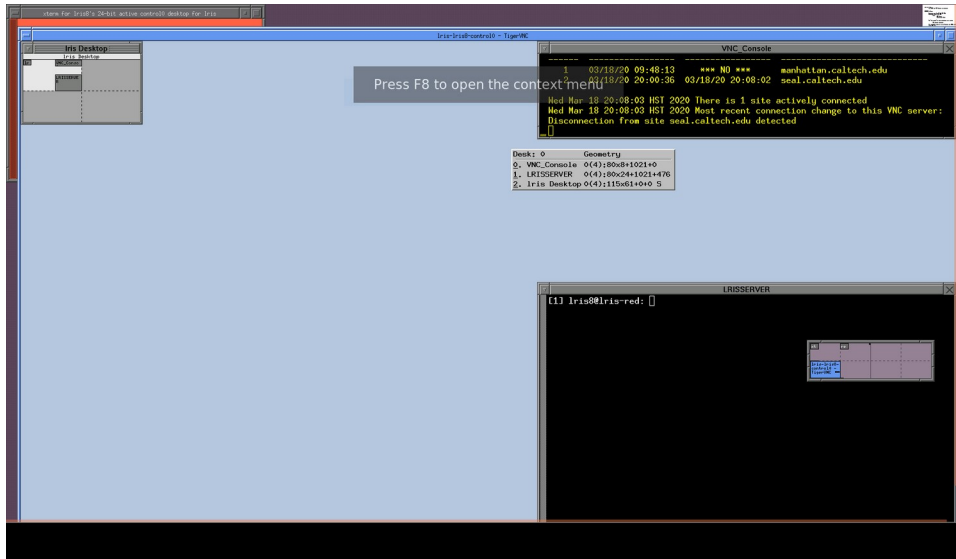 xterm for lris8's 24-bit active control0 desktop for lris
lris-lris8-control0 - TigerVNC
Iris Desktop
Iris Desktop
VNC_Conso
LRISSERVE
R
Press F8 to open the context menu
VNC_Console
1 03/18/20 09:48:13 *** NO *** manhattan.caltech.edu
2 03/18/20 20:00:36 03/18/20 20:08:02 seal.caltech.edu
Wed Mar 18 20:08:03 HST 2020 There is 1 site actively connected
Wed Mar 18 20:08:03 HST 2020 Most recent connection change to this VNC server:
Disconnection from site seal.caltech.edu detected
Desk: 0 Geometry
0. VNC_Console 0(4):80x8+1021+0
1. LRISSERVER 0(4):80x24+1021+476
2. Iris Desktop 0(4):115x61+0+0 S
LRISSERVER
[1] lris8@lris-red:
lris-lris8-
control0 -
TigerVNC